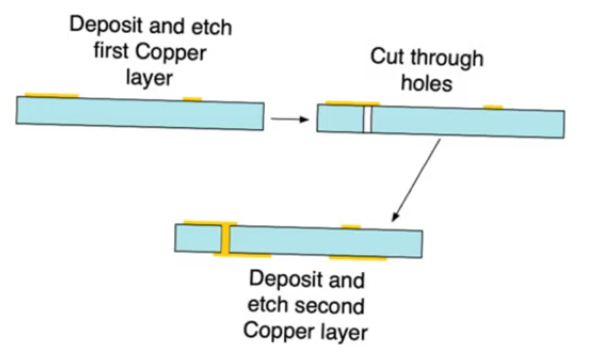 Deposit and etch
first Copper
layer
Cut through
holes
Deposit and
etch second
Copper layer